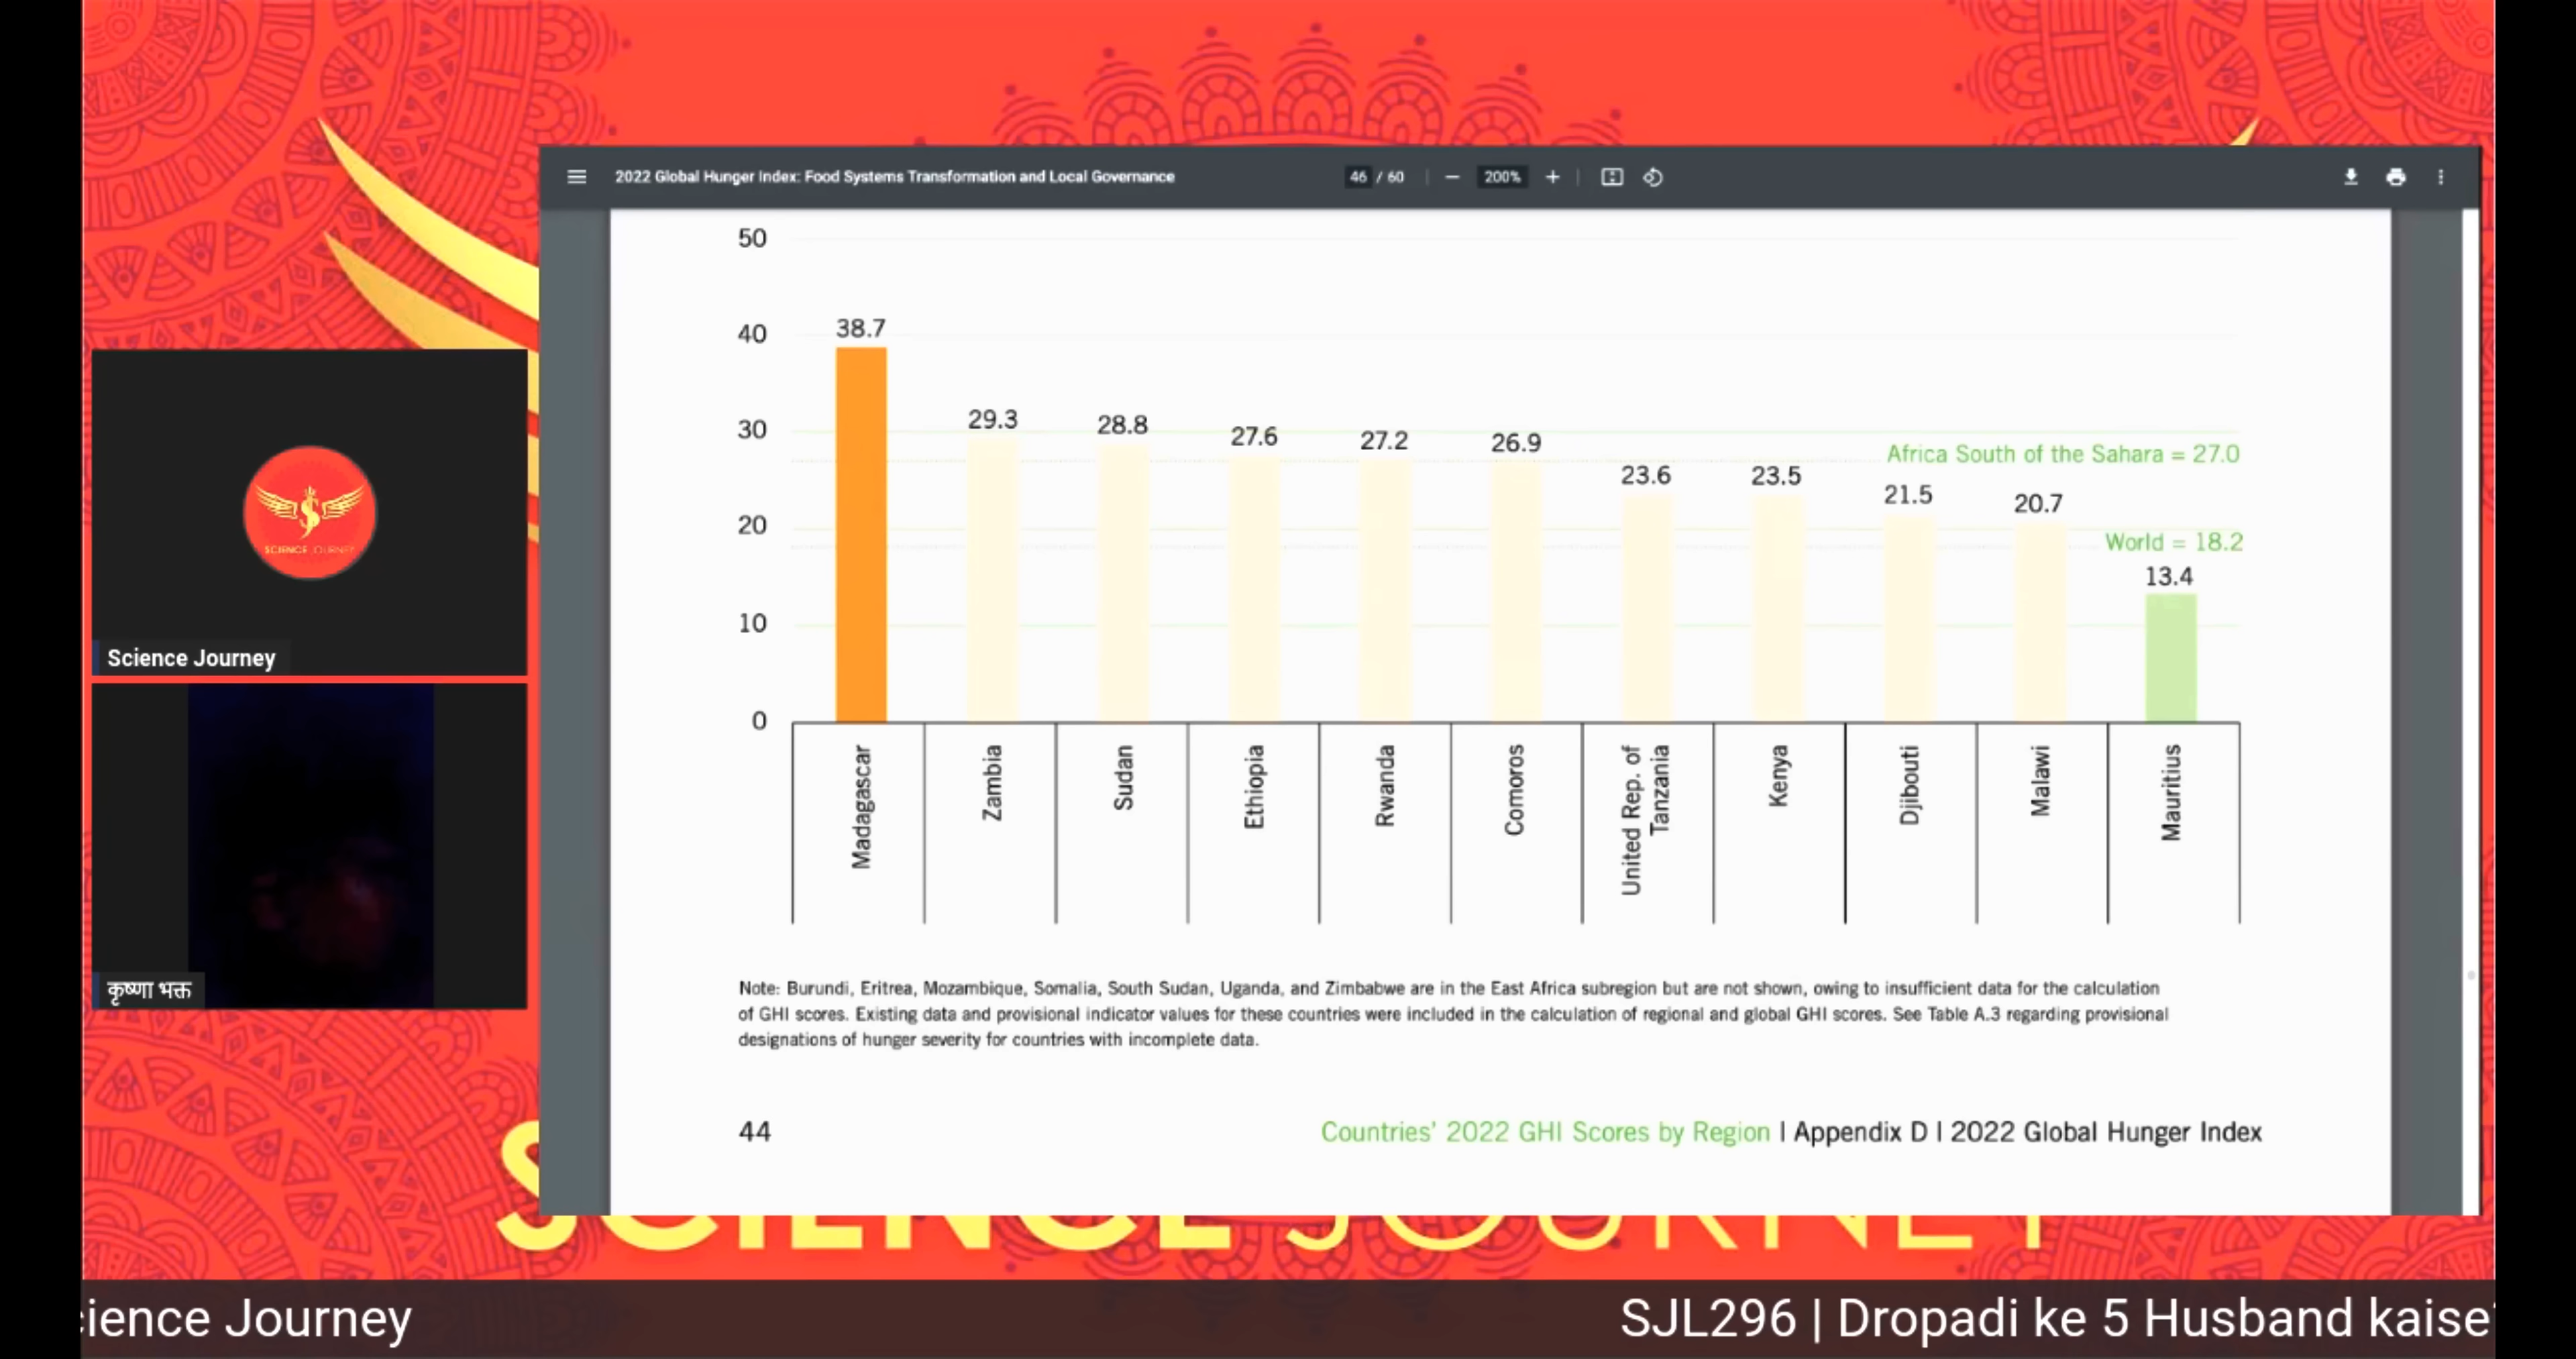 2022 Global Hunger Index: Food Systems Transformation and Local Governance
46 / 60
200%
50
40
30
20
10
0
38.7
29.3
28.8
27.6
27.2
26.9
23.6
23.5
21.5
20.7
13.4
Africa South of the Sahara = 27.0
World = 18.2
Madagascar
Zambia
Sudan
Ethiopia
Rwanda
Comoros
United Rep. of
Tanzania
Kenya
Djibouti
Malawi
Mauritius
Note: Burundi, Eritrea, Mozambique, Somalia, South Sudan, Uganda, and Zimbabwe are in the East Africa subregion but are not shown, owing to insufficient data for the calculation
of GHI scores. Existing data and provisional indicator values for these countries were included in the calculation of regional and global GHI scores. See Table A.3 regarding provisional
designations of hunger severity for countries with incomplete data.
44
Countries' 2022 GHI Scores by Region | Appendix D | 2022 Global Hunger Index
SCIENCE JOURNEY
Science Journey
कृष्णा भक्त
SCIENCE JOURNEY
cience Journey
SJL296 | Dropadi ke 5 Husband kaise?